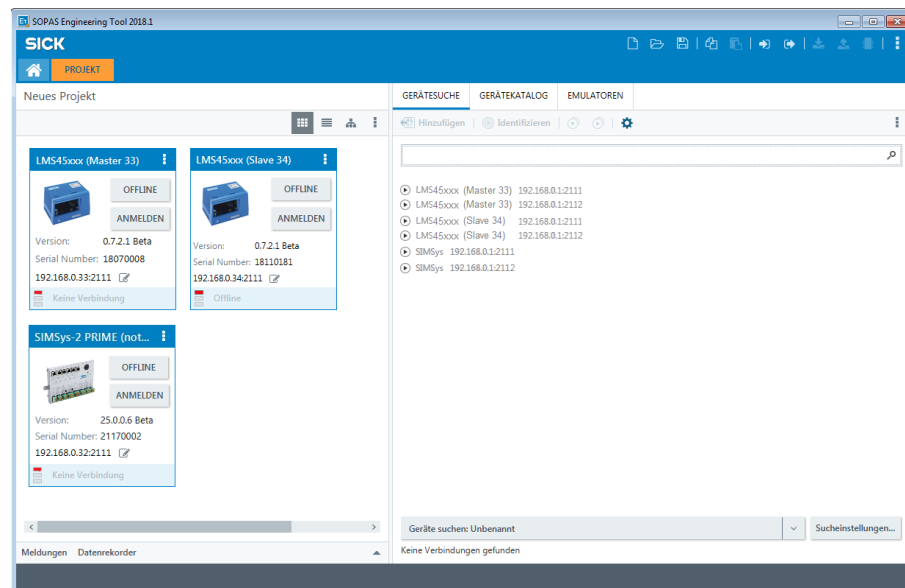 SOPAS Engineering Tool 2018.1
SICK
PROJEKT
Neues Projekt
LMS45xxx (Master 33)
OFFLINE
ANMELDEN
Version: 0.7.2.1 Beta
Serial Number: 18070008
192.168.0.33:2111
Keine Verbindung
LMS45xxx (Slave 34)
OFFLINE
ANMELDEN
Version: 0.7.2.1 Beta
Serial Number: 18110181
192.168.0.34:2111
Offline
SIMSys-2 PRIME (not...
OFFLINE
ANMELDEN
Version: 25.0.0.6 Beta
Serial Number: 21170002
192.168.0.32:2111
Keine Verbindung
Meldungen Datenrekorder
GERÄTESUCHE GERÄTEKATALOG EMULATOREN
Hinzufügen Identifizieren
LMS45xxx (Master 33) 192.168.0.1:2111
LMS45xxx (Master 33) 192.168.0.1:2112
LMS45xxx (Slave 34) 192.168.0.1:2111
LMS45xxx (Slave 34) 192.168.0.1:2112
SIMSys 192.168.0.1:2111
SIMSys 192.168.0.1:2112
Geräte suchen: Unbenannt
Sucheinstellungen...
Keine Verbindungen gefunden